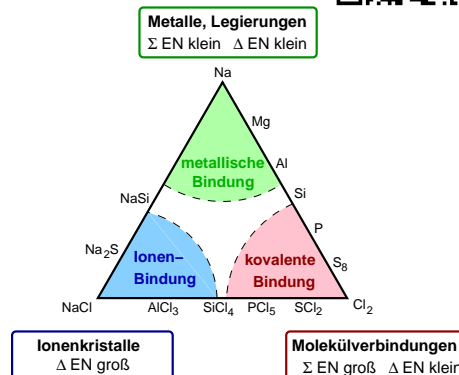 Metalle, Legierungen
Σ EN klein Δ EN klein
Na
Mg
Al
metallische
Bindung
Si
NaSi
P
Na₂S
Ionen–
Bindung
kovalente
Bindung
S₈
NaCl
AlCl₃
SiCl₄
PCl₅
SCl₂
Cl₂
Ionenkristalle
Δ EN groß
Molekülverbindungen
Σ EN groß Δ EN klein